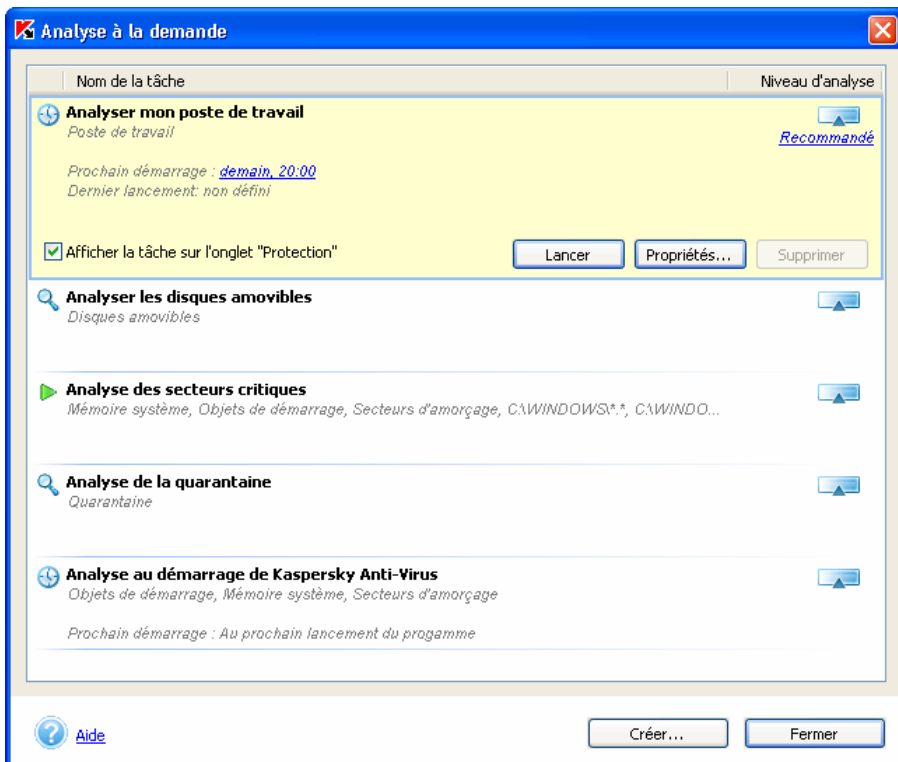 Analyse à la demande
Nom de la tâche Niveau d'analyse
Analyser mon poste de travail
Poste de travail
Recommandé
Prochain démarrage : demain, 20:00
Dernier lancement: non défini
Afficher la tâche sur l'onglet "Protection" Lancer Propriétés... Supprimer
Analyser les disques amovibles
Disques amovibles
Analyse des secteurs critiques
Mémoire système, Objets de démarrage, Secteurs d'amorçage, C:\WINDOWS\*.*, C:\WINDO...
Analyse de la quarantaine
Quarantaine
Analyse au démarrage de Kaspersky Anti-Virus
Objets de démarrage, Mémoire système, Secteurs d'amorçage
Prochain démarrage : Au prochain lancement du progamme
Aide Créer... Fermer